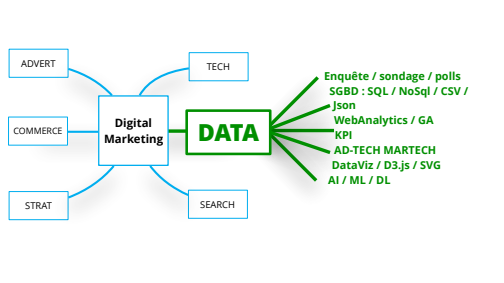 ADVERT
TECH
COMMERCE
Digital
Marketing
DATA
STRAT
SEARCH
Enquête / sondage / polls
SGBD : SQL / NoSql / CSV /
Json
WebAnalytics / GA
KPI
AD-TECH MARTECH
DataViz / D3.js / SVG
AI / ML / DL